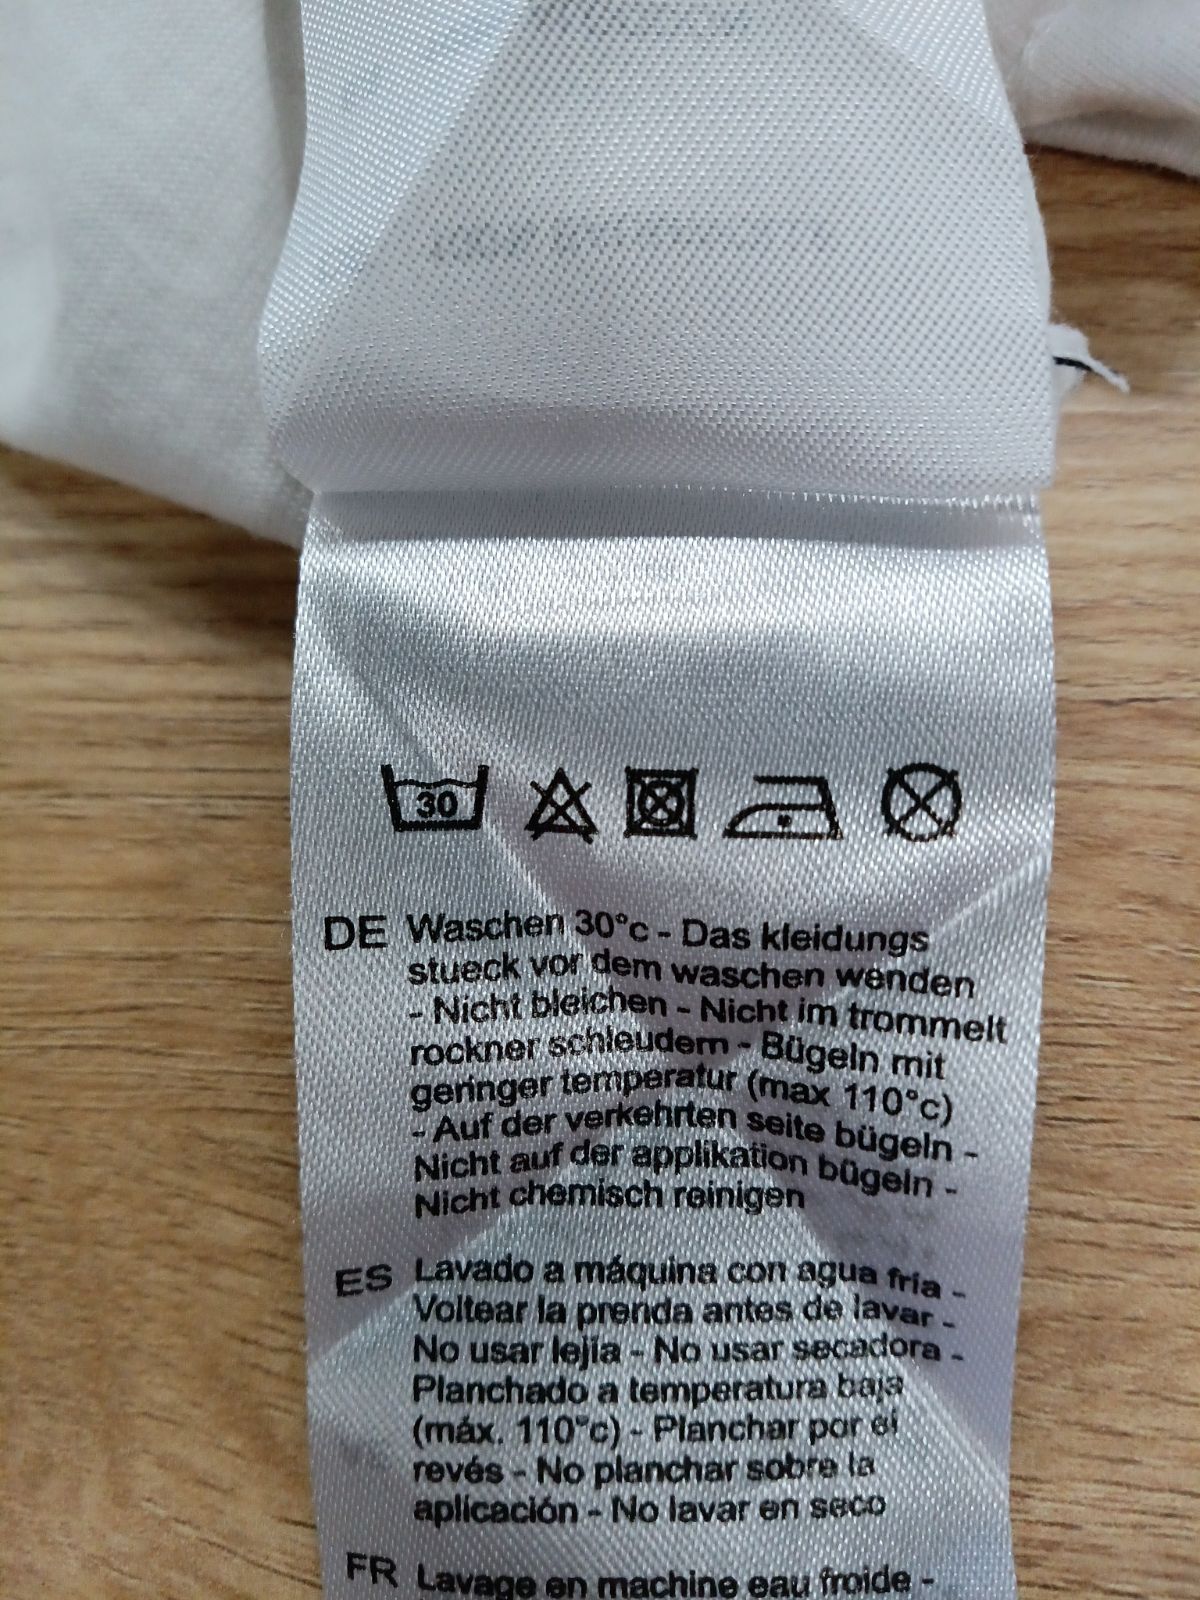 30
DE Waschen 30°c - Das kleidungs
stueck vor dem waschen wenden
- Nicht bleichen - Nicht im trommelt
rockner schleudern - Bügeln mit
geringer temperatur (max 110°c)
- Auf der verkehrten seite bügeln -
Nicht auf der applikation bügeln -
Nicht chemisch reinigen
ES Lavado a máquina con agua fría -
Voltear la prenda antes de lavar -
No usar lejía - No usar secadora -
Planchado a temperatura baja
(máx. 110°c) - Planchar por el
revés - No planchar sobre la
aplicación - No lavar en seco
FR Lavage en machine eau froide -